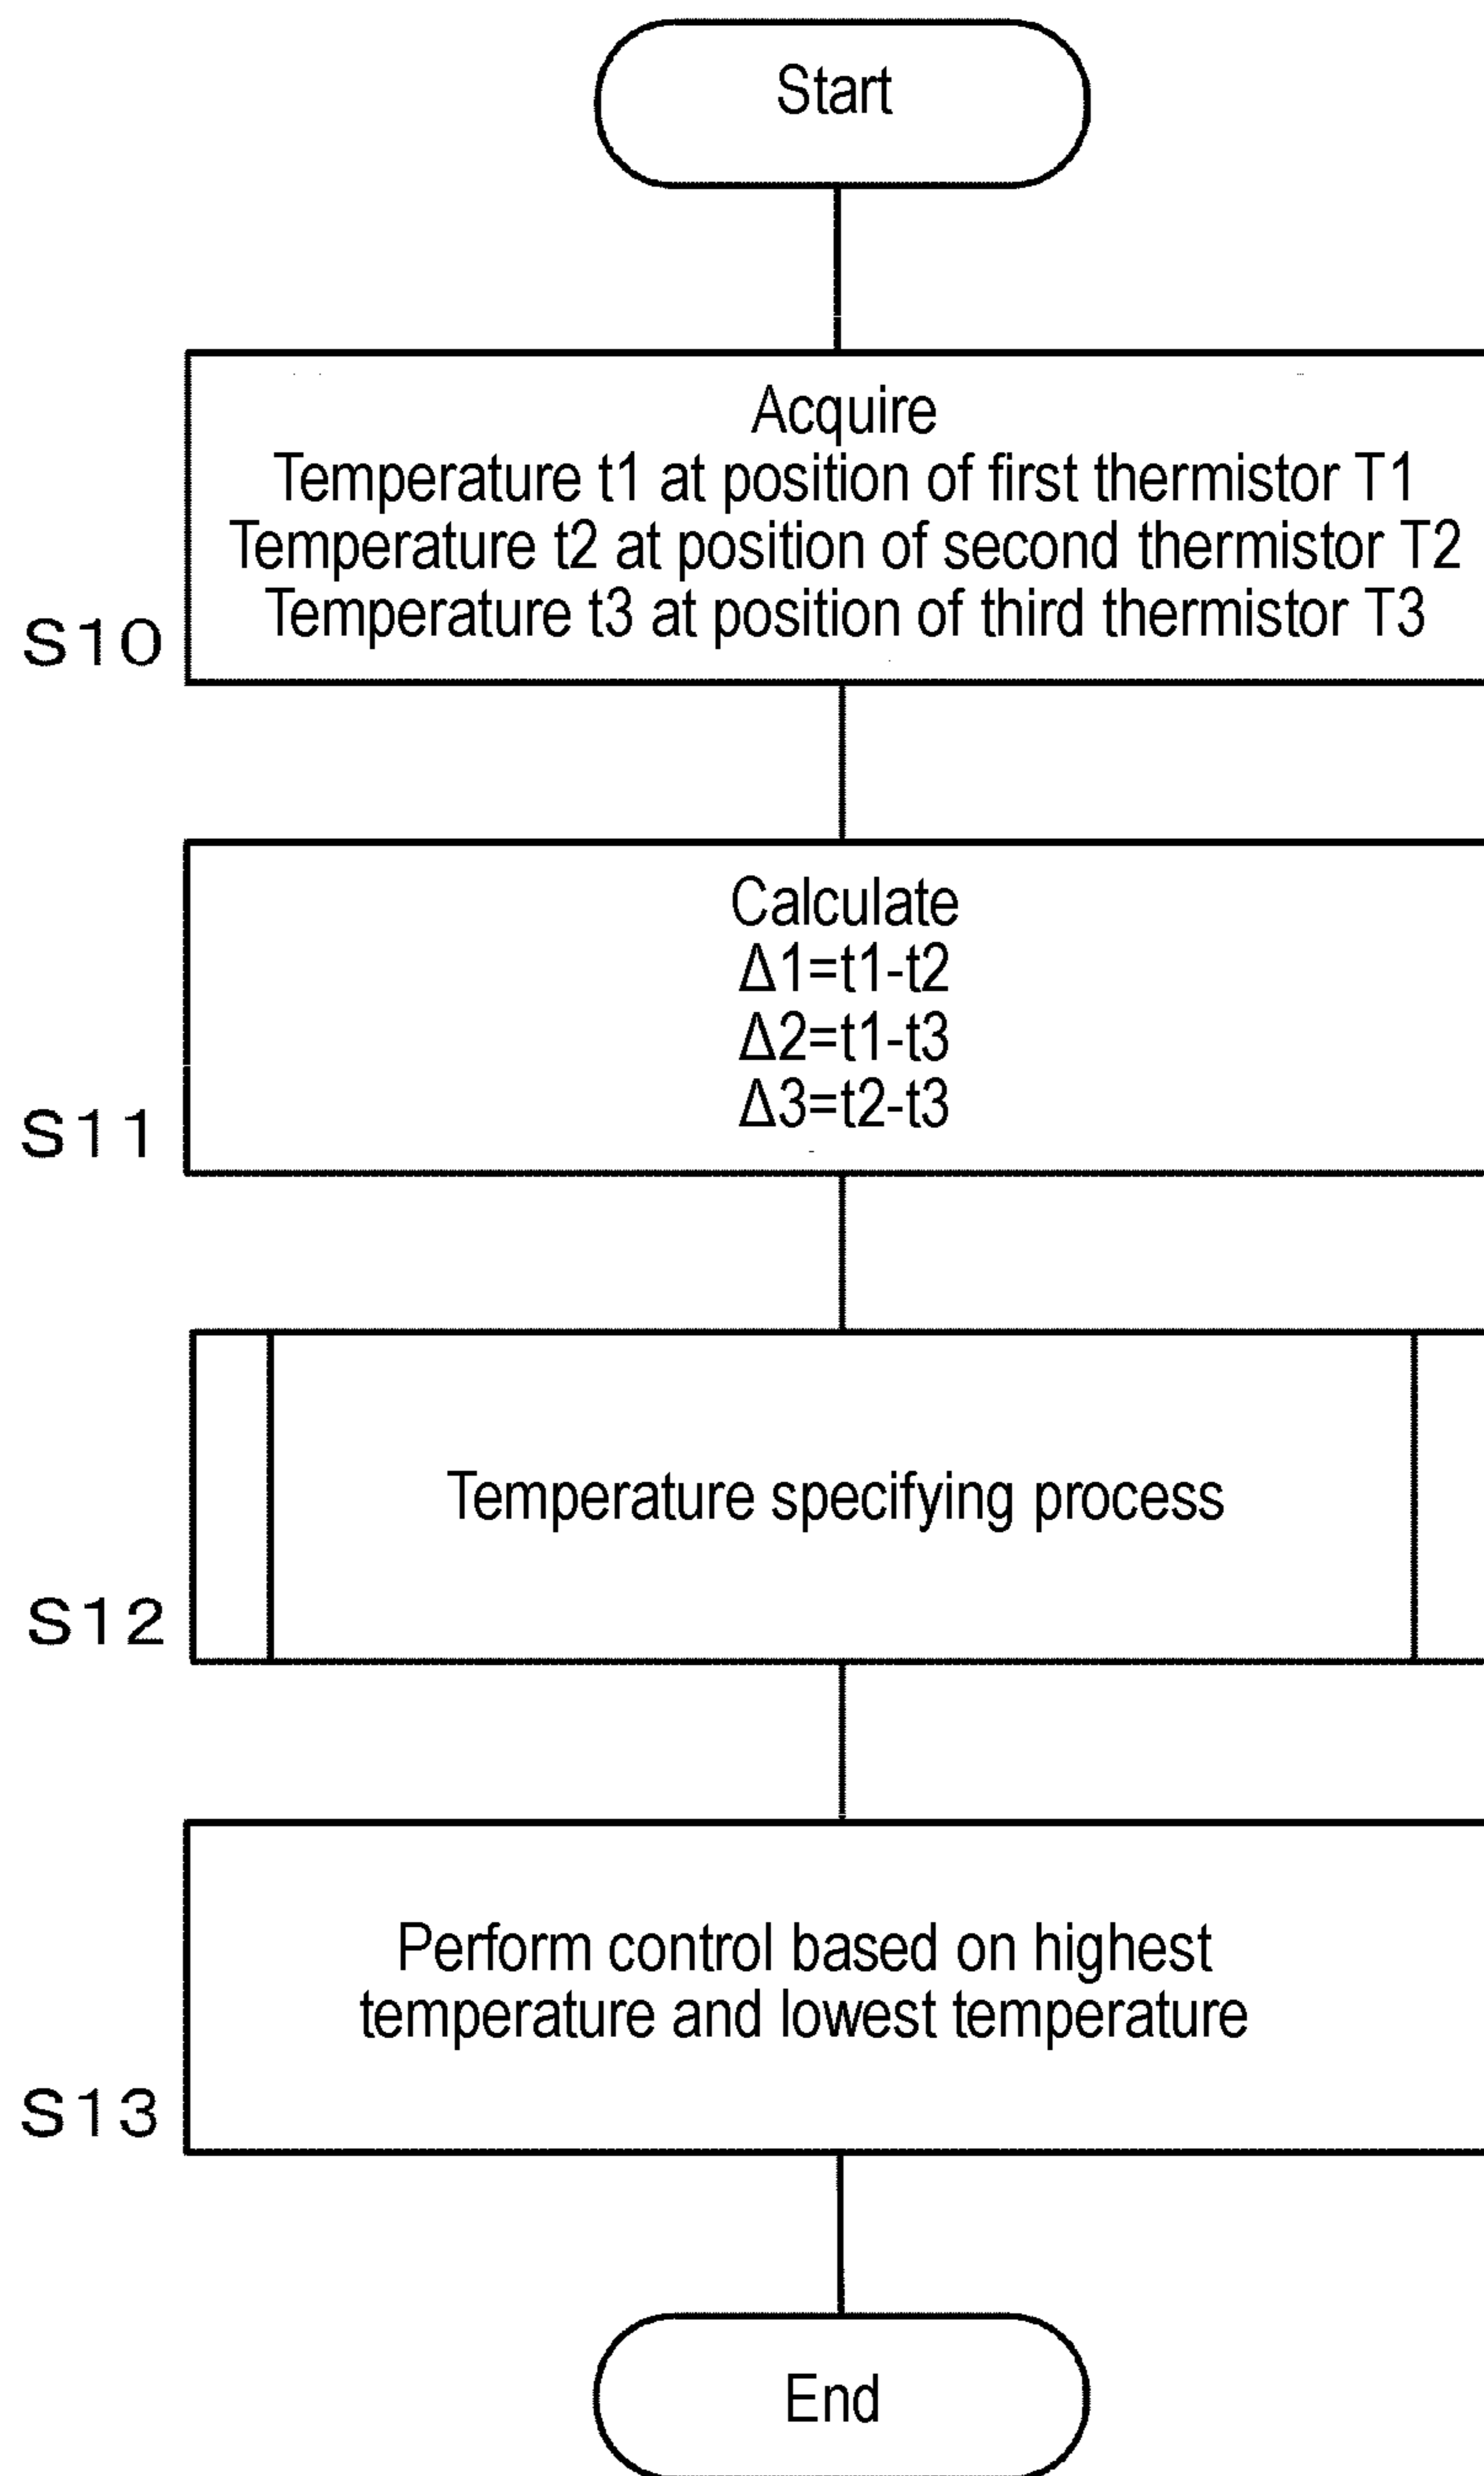 Start
Acquire
Temperature t1 at position of first thermistor T1
Temperature t2 at position of second thermistor T2
Temperature t3 at position of third thermistor T3
S10
Calculate
Δ1=t1-t2
Δ2=t1-t3
Δ3=t2-t3
S11
Temperature specifying process
S12
Perform control based on highest
temperature and lowest temperature
S13
End